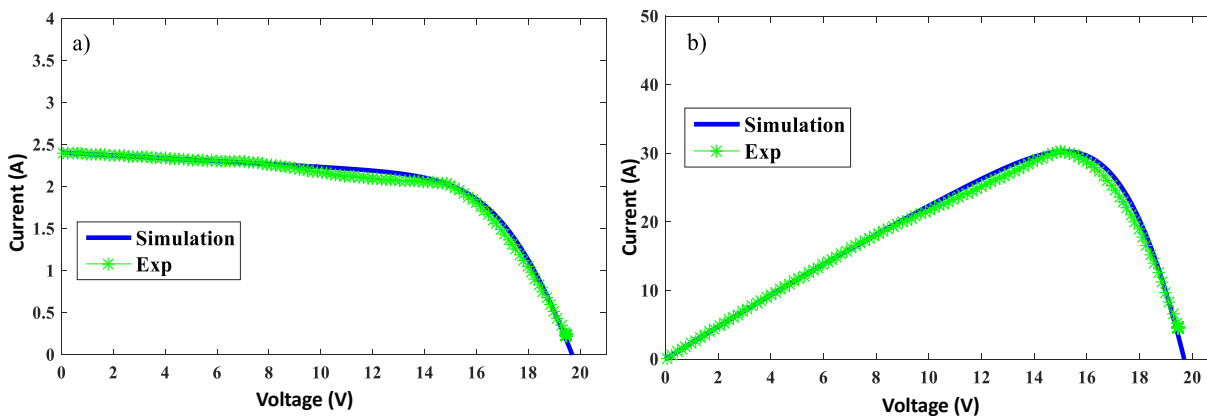 a)
4
3.5
3
2.5
2
1.5
1
0.5
0
Current (A)
Simulation
Exp
0 2 4 6 8 10 12 14 16 18 20
Voltage (V)
b)
50
40
30
20
10
0
Current (A)
Simulation
Exp
0 2 4 6 8 10 12 14 16 18 20
Voltage (V)